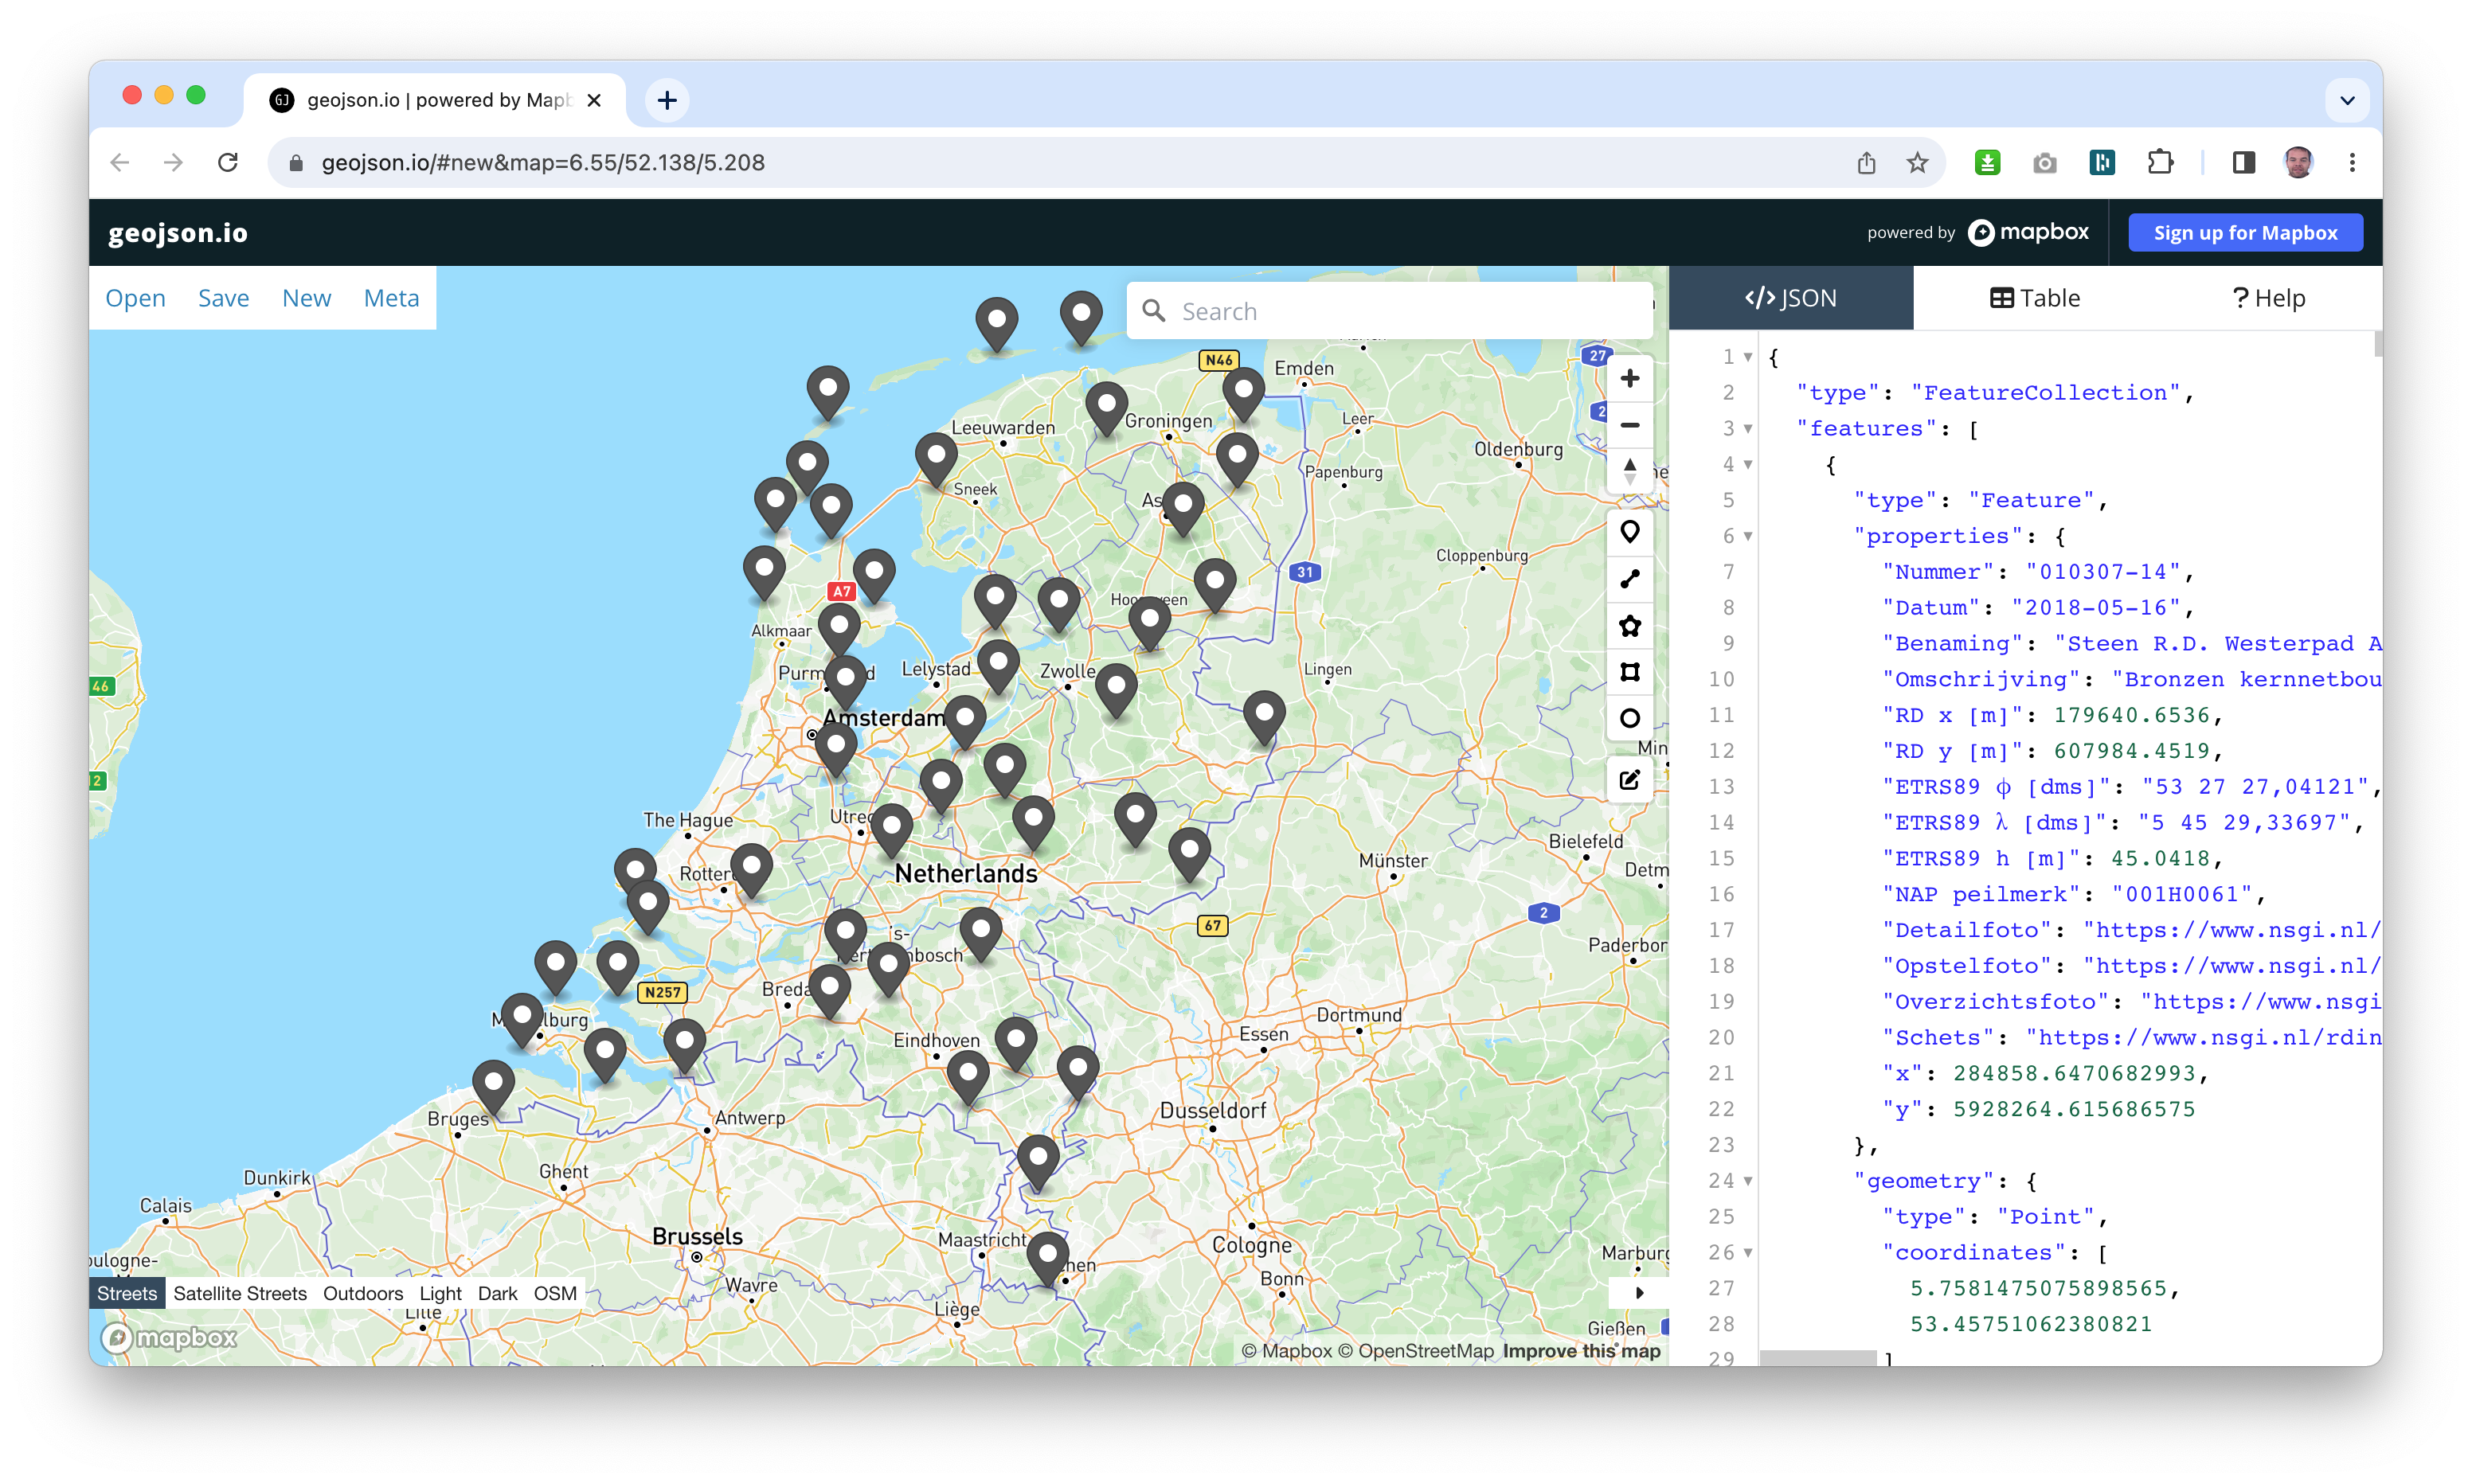 geojson.io | powered by Mapb
geojson.io/#new&map=6.55/52.138/5.208
geojson.io
powered by mapbox
Sign up for Mapbox
Open Save New Meta
Search
</> JSON
Table
? Help
N46
27
Emden
2
Leeuwarden
Groningen
Leer
Oldenburg
Papenburg
Sneek
As
Cloppenburg
31
A7
Alkmaar
Purm d
Lelystad
Zwolle
Lingen
46
Amsterdam
Min
2
The Hague
Utrec
Bielefeld
Münster
Rotter
Netherlands
Detm
2
67
's-
bosch
Paderbor
N257
Breda
M lburg
Eindhoven
Essen
Dortmund
Bruges
Antwerp
Dusseldorf
Dunkirk
Ghent
Calais
Brussels
Maastricht
Cologne
Marburg
oulogne-
hen
Wavre
Bonn
Streets Satellite Streets Outdoors Light Dark OSM
Lille
Liège
Gießen
mapbox
© Mapbox © OpenStreetMap Improve this map
1 {
2 "type": "FeatureCollection",
3 "features": [
4 {
5 "type": "Feature",
6 "properties": {
7 "Nummer": "010307-14",
8 "Datum": "2018-05-16",
9 "Benaming": "Steen R.D. Westerpad A
10 "Omschrijving": "Bronzen kernnetbou
11 "RD x [m]": 179640.6536,
12 "RD y [m]": 607984.4519,
13 "ETRS89 ϕ [dms]": "53 27 27,04121",
14 "ETRS89 λ [dms]": "5 45 29,33697",
15 "ETRS89 h [m]": 45.0418,
16 "NAP peilmerk": "001H0061",
17 "Detailfoto": "https://www.nsgi.nl/
18 "Opstelfoto": "https://www.nsgi.nl/
19 "Overzichtsfoto": "https://www.nsgi
20 "Schets": "https://www.nsgi.nl/rdin
21 "x": 284858.6470682993,
22 "y": 5928264.615686575
23 },
24 "geometry": {
25 "type": "Point",
26 "coordinates": [
27 5.7581475075898565,
28 53.45751062380821
29 ]